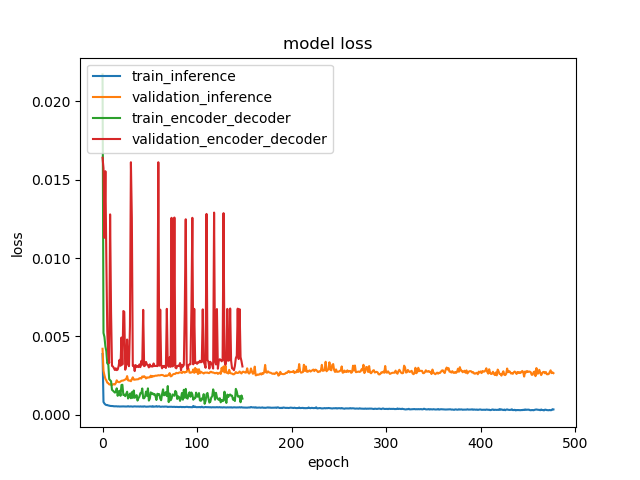 model loss
train_inference
validation_inference
train_encoder_decoder
validation_encoder_decoder
0.020
0.015
0.010
0.005
0.000
loss
0 100 200 300 400 500
epoch